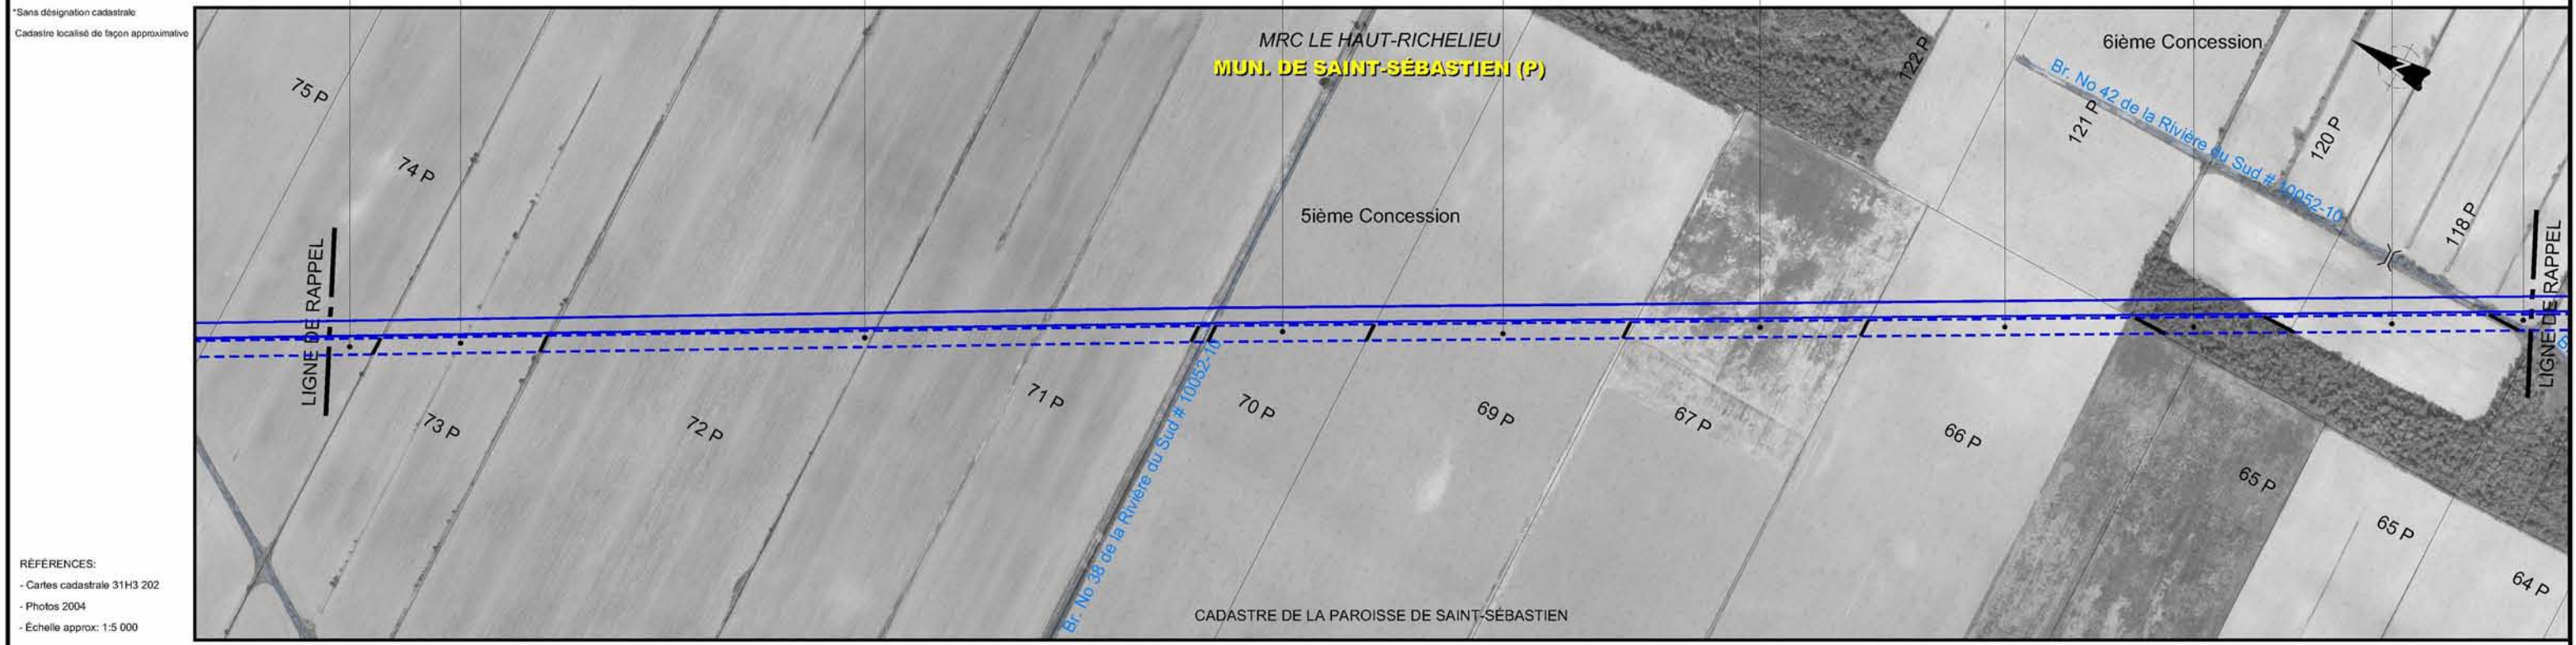 *Sans désignation cadastrale
Cadastre localisé de façon approximative
MRC LE HAUT-RICHELIEU
MUN. DE SAINT-SÉBASTIEN (P)
6ième Concession
5ième Concession
75 P
74 P
73 P
72 P
71 P
70 P
69 P
67 P
66 P
65 P
65 P
64 P
122 P
121 P
120 P
118 P
N
Br. No 42 de la Rivière du Sud # 10052-10
Br. No 38 de la Rivière du Sud # 10052-10
LIGNE DE RAPPEL
LIGNE DE RAPPEL
CADASTRE DE LA PAROISSE DE SAINT-SÉBASTIEN
RÉFÉRENCES:
- Cartes cadastrale 31H3 202
- Photos 2004
- Échelle approx: 1:5 000